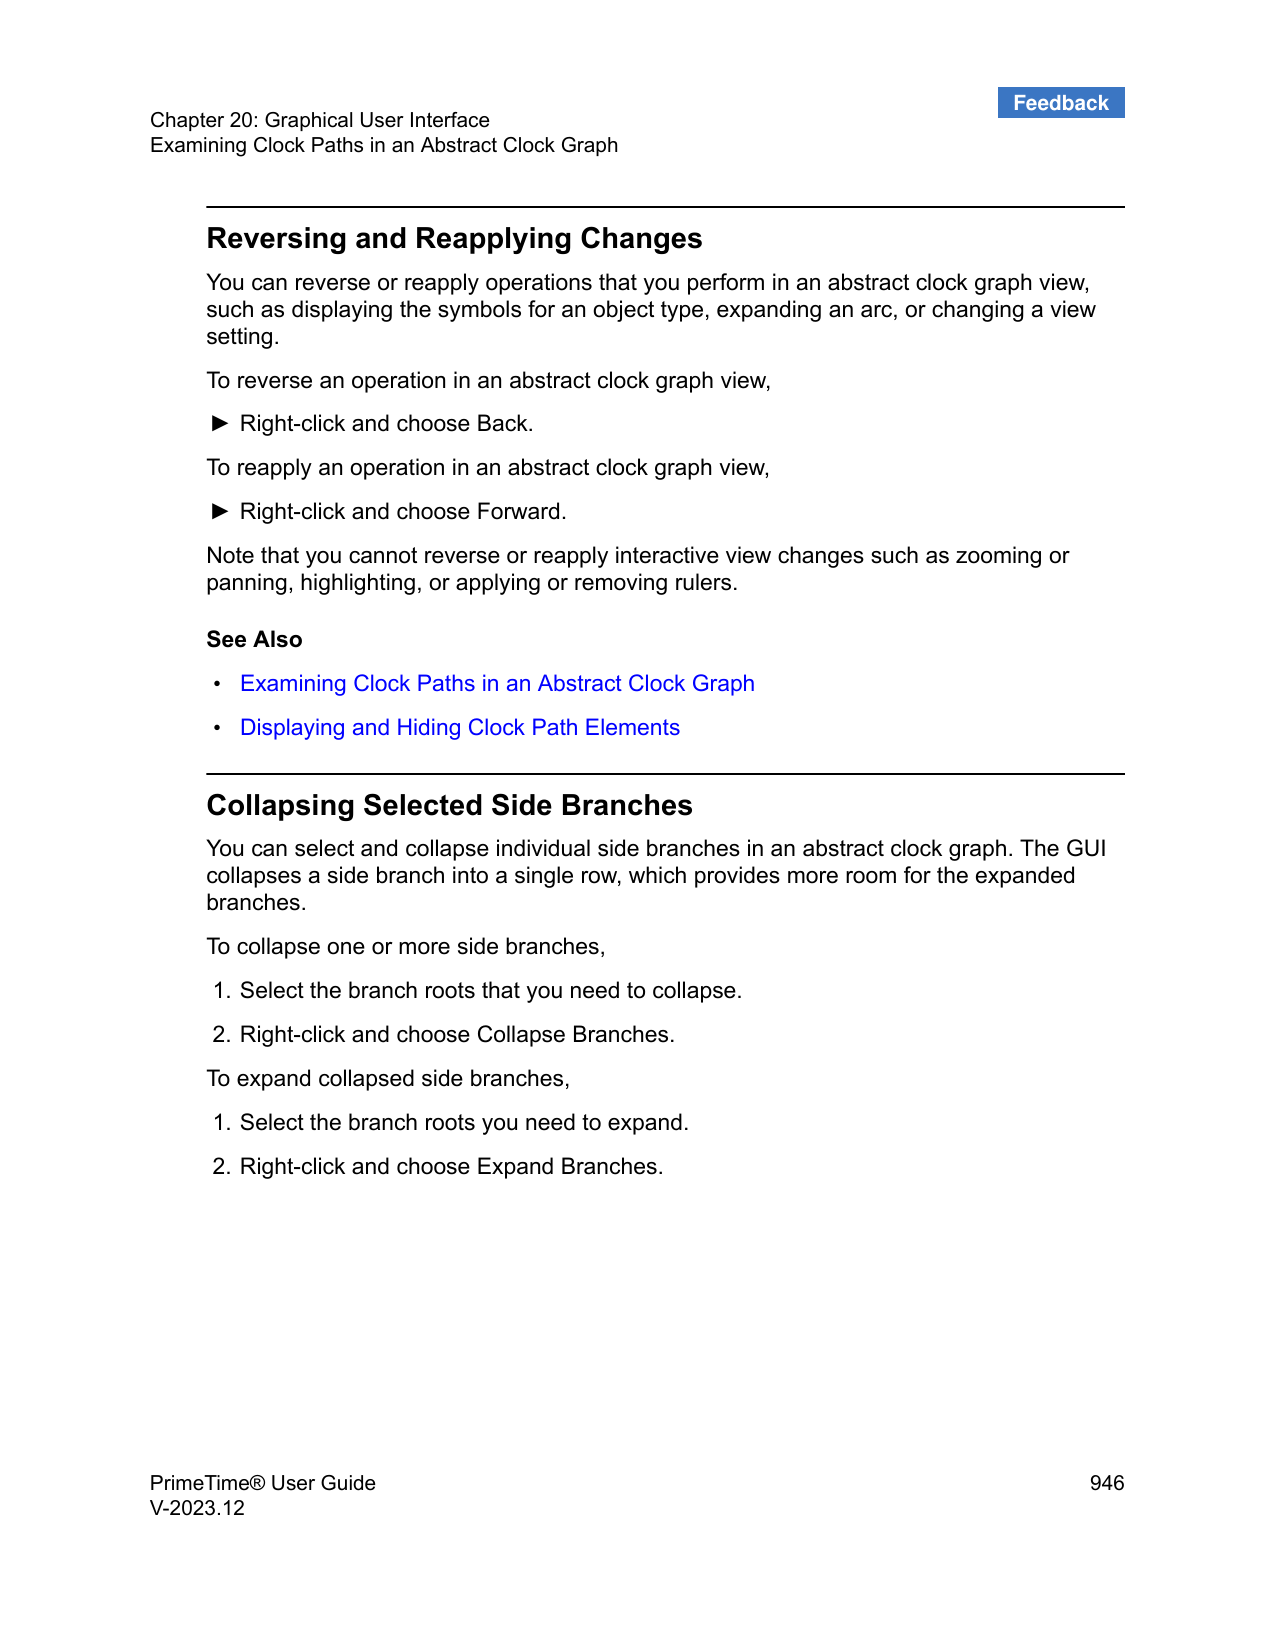 Feedback
Chapter 20: Graphical User Interface
Examining Clock Paths in an Abstract Clock Graph
Reversing and Reapplying Changes
You can reverse or reapply operations that you perform in an abstract clock graph view,
such as displaying the symbols for an object type, expanding an arc, or changing a view
setting.
To reverse an operation in an abstract clock graph view,
► Right-click and choose Back.
To reapply an operation in an abstract clock graph view,
► Right-click and choose Forward.
Note that you cannot reverse or reapply interactive view changes such as zooming or
panning, highlighting, or applying or removing rulers.
See Also
• Examining Clock Paths in an Abstract Clock Graph
• Displaying and Hiding Clock Path Elements
Collapsing Selected Side Branches
You can select and collapse individual side branches in an abstract clock graph. The GUI
collapses a side branch into a single row, which provides more room for the expanded
branches.
To collapse one or more side branches,
1. Select the branch roots that you need to collapse.
2. Right-click and choose Collapse Branches.
To expand collapsed side branches,
1. Select the branch roots you need to expand.
2. Right-click and choose Expand Branches.
PrimeTime® User Guide 946
V-2023.12